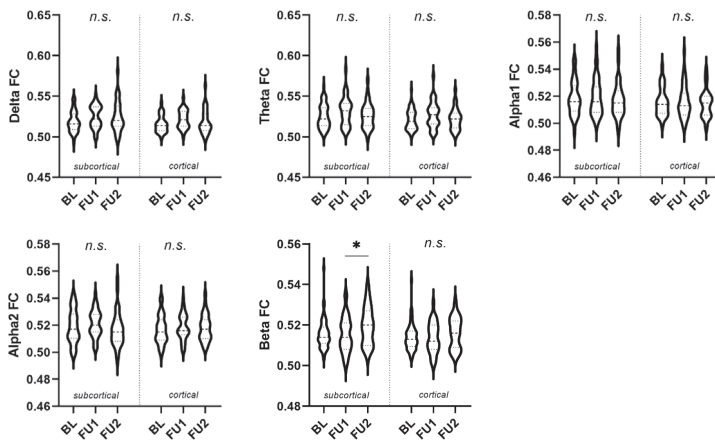 n.s. n.s.
Delta FC
0.65
0.60
0.55
0.50
0.45
subcortical cortical
BL FU1 FU2 BL FU1 FU2
n.s. n.s.
Theta FC
0.65
0.60
0.55
0.50
0.45
subcortical cortical
BL FU1 FU2 BL FU1 FU2
n.s. n.s.
Alpha1 FC
0.58
0.56
0.54
0.52
0.50
0.48
0.46
subcortical cortical
BL FU1 FU2 BL FU1 FU2
n.s. n.s.
Alpha2 FC
0.58
0.56
0.54
0.52
0.50
0.48
0.46
subcortical cortical
BL FU1 FU2 BL FU1 FU2
* n.s.
Beta FC
0.56
0.54
0.52
0.50
0.48
subcortical cortical
BL FU1 FU2 BL FU1 FU2